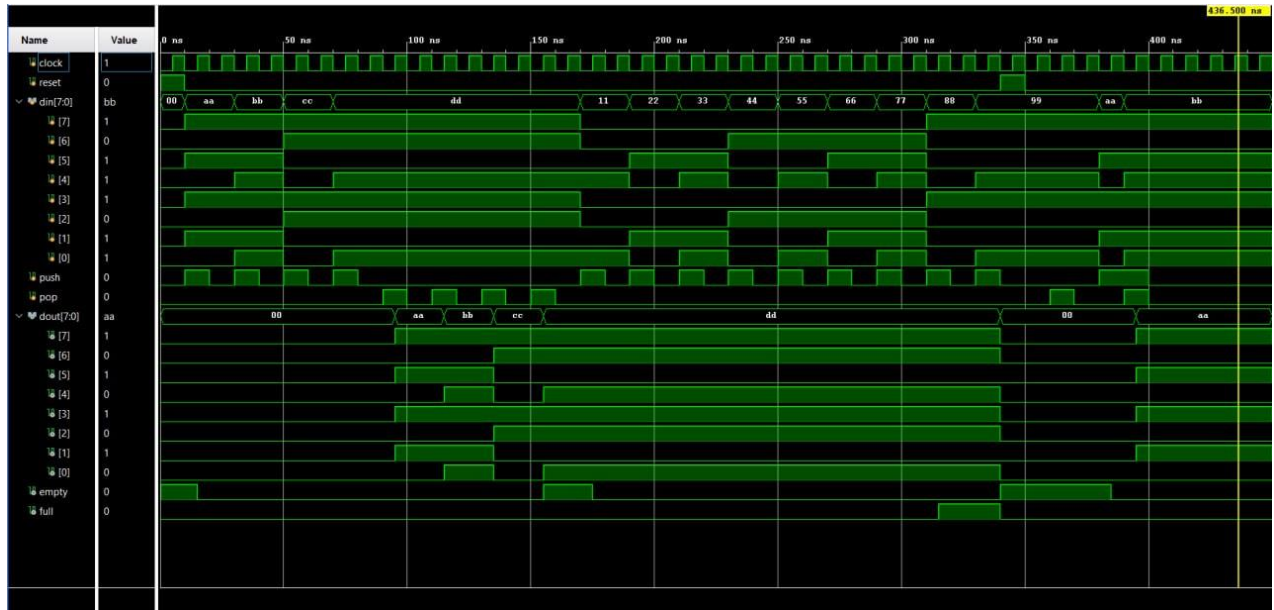 436.500 ns
Name Value 0 ns 50 ns 100 ns 150 ns 200 ns 250 ns 300 ns 350 ns 400 ns
clock 1
reset 0
din[7:0] bb 00 aa bb cc dd 11 22 33 44 55 66 77 88 99 aa bb
[7] 1
[6] 0
[5] 1
[4] 1
[3] 1
[2] 0
[1] 1
[0] 1
push 0
pop 0
dout[7:0] aa 00 aa bb cc dd 00 aa
[7] 1
[6] 0
[5] 1
[4] 0
[3] 1
[2] 0
[1] 1
[0] 0
empty 0
full 0